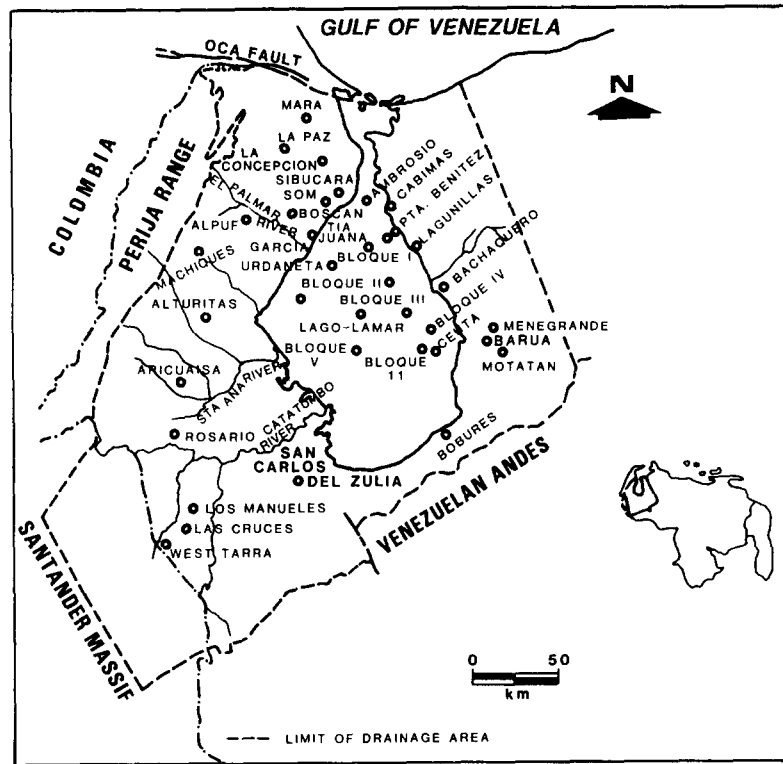 GULF OF VENEZUELA
OCA FAULT
N
MARA
LA PAZ
LA
CONCEPCION
SIBUCARA
SOM
AMBROSIO
CABIMAS
PTA. BENITEZ
LAGUNILLAS
COLOMBIA
PERIJA RANGE
EL PALMAR
RIVER
BOSCAN
ALPUF
TIA
JUANA
GARCIA
BLOQUE I
MACHIQUES
URDANETA
BACHAQUERO
BLOQUE II
BLOQUE III
BLOQUE IV
ALTURITAS
LAGO-LAMAR
CEUTA
MENEGRANDE
BARUA
MOTATAN
BLOQUE
V
BLOQUE
11
ARICUAISA
STA ANA RIVER
CATATUMBO
RIVER
ROSARIO
BOBURES
SAN
CARLOS
DEL ZULIA
VENEZUELAN ANDES
LOS MANUELES
LAS CRUCES
WEST TARRA
SANTANDER MASSIF
0 50
km
LIMIT OF DRAINAGE AREA